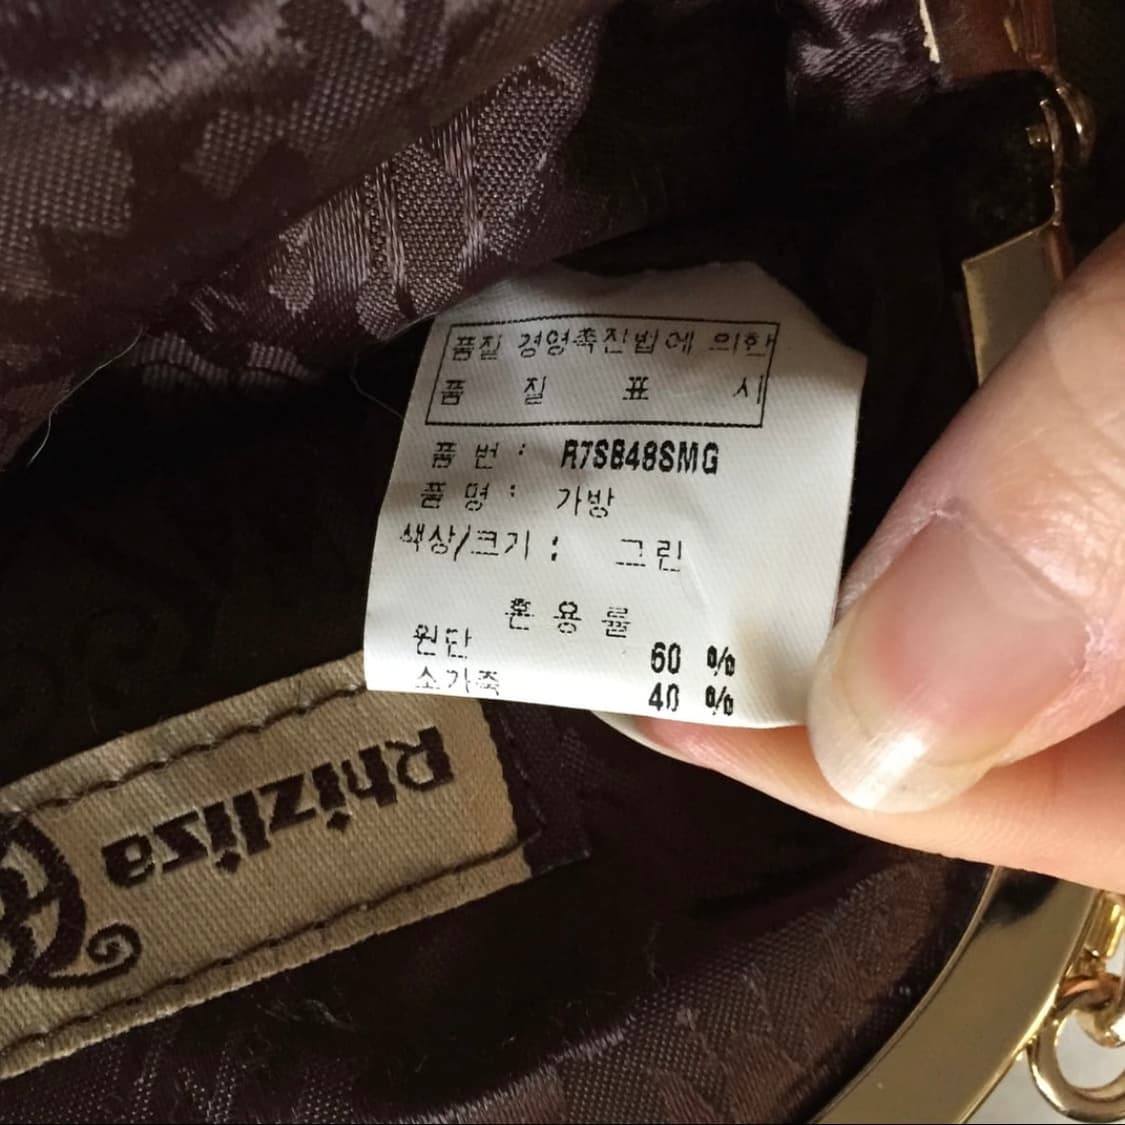 품질 경영촉진법에 의한
품 질 표 시
품 번 : R7SB48SMG
품 명 : 가방
색상/크기 : 그린
혼 용 률
원단 60 %
소가죽 40 %
Rhizlisa